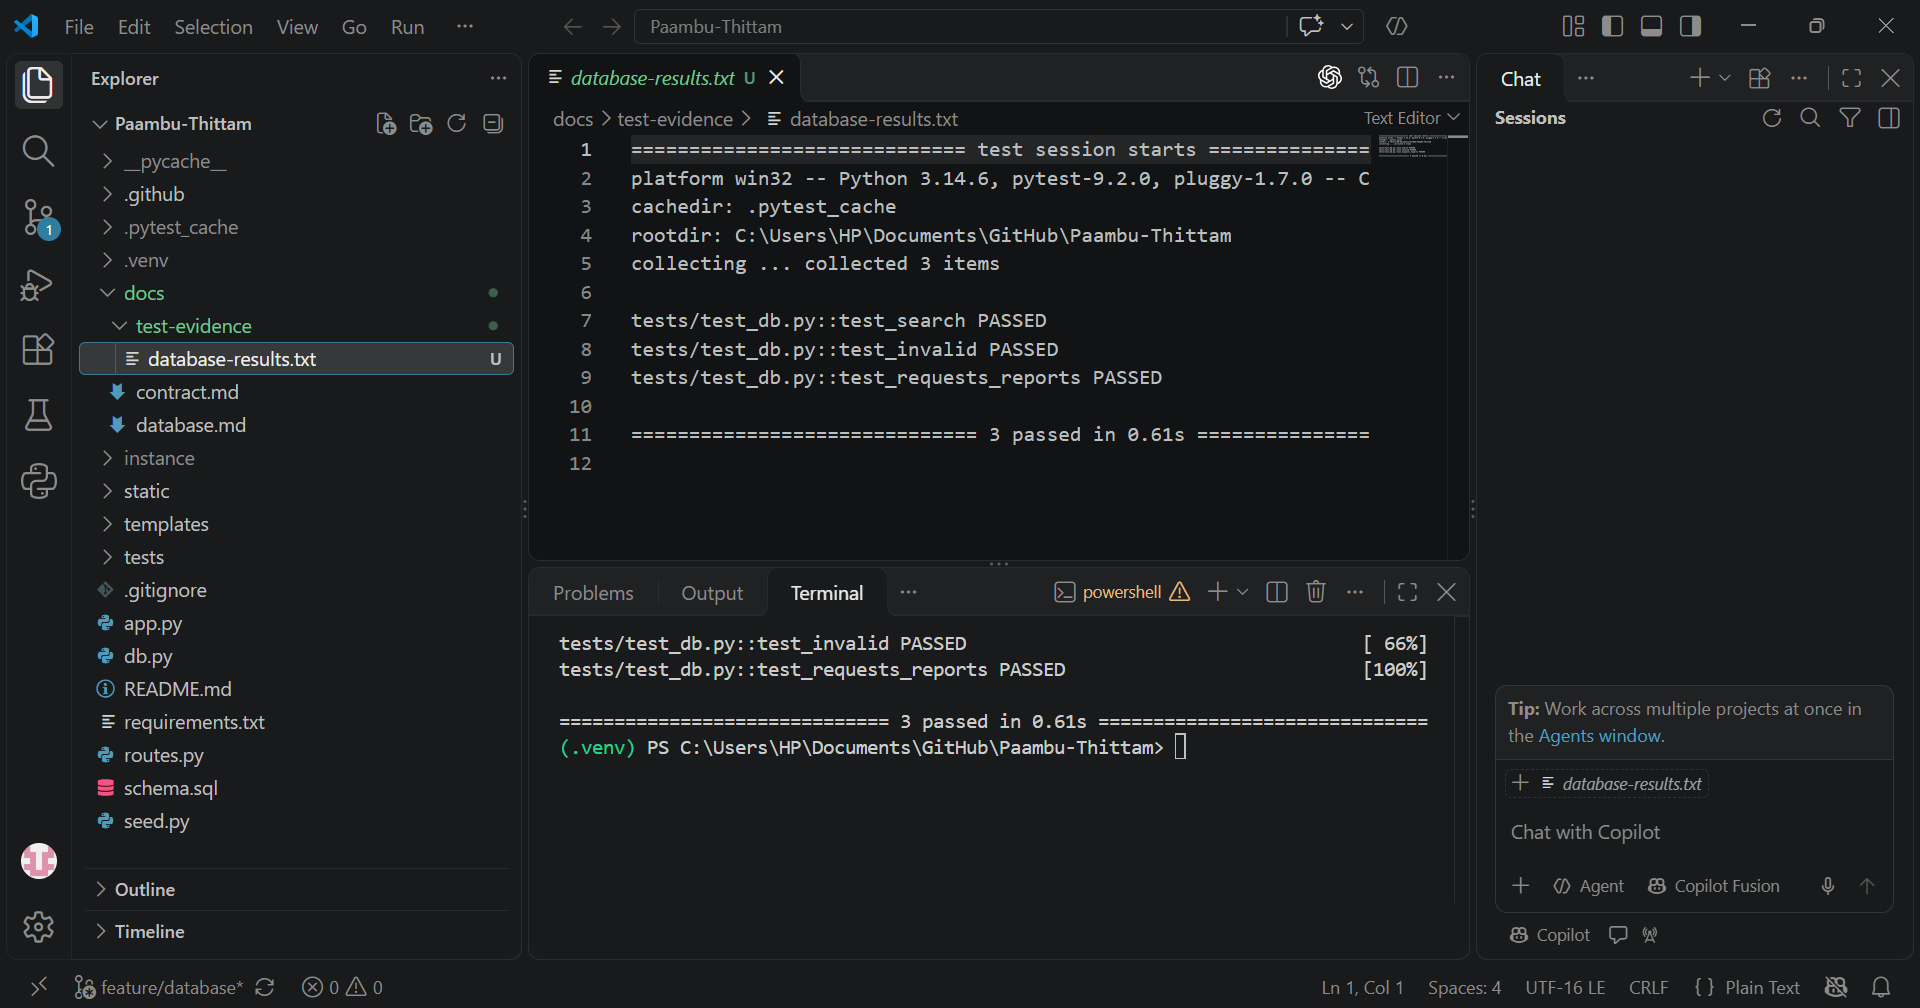 File Edit Selection View Go Run ···
Paambu-Thittam
Explorer
Paambu-Thittam
__pycache__
.github
.pytest_cache
.venv
docs
test-evidence
database-results.txt U
contract.md
database.md
instance
static
templates
tests
.gitignore
app.py
db.py
README.md
requirements.txt
routes.py
schema.sql
seed.py
Outline
Timeline
1
database-results.txt U
docs > test-evidence > database-results.txt
Text Editor
1 ============================= test session starts ==============
2 platform win32 -- Python 3.14.6, pytest-9.2.0, pluggy-1.7.0 -- C
3 cachedir: .pytest_cache
4 rootdir: C:\Users\HP\Documents\GitHub\Paambu-Thittam
5 collecting ... collected 3 items
6
7 tests/test_db.py::test_search PASSED
8 tests/test_db.py::test_invalid PASSED
9 tests/test_db.py::test_requests_reports PASSED
10
11 ============================== 3 passed in 0.61s ===============
12
Problems Output Terminal ···
powershell
tests/test_db.py::test_invalid PASSED [ 66%]
tests/test_db.py::test_requests_reports PASSED [100%]
============================== 3 passed in 0.61s ==============================
(.venv) PS C:\Users\HP\Documents\GitHub\Paambu-Thittam>
Chat
Sessions
Tip: Work across multiple projects at once in
the Agents window.
database-results.txt
Chat with Copilot
Agent Copilot Fusion
Copilot
feature/database* 0 0
Ln 1, Col 1 Spaces: 4 UTF-16 LE CRLF { } Plain Text